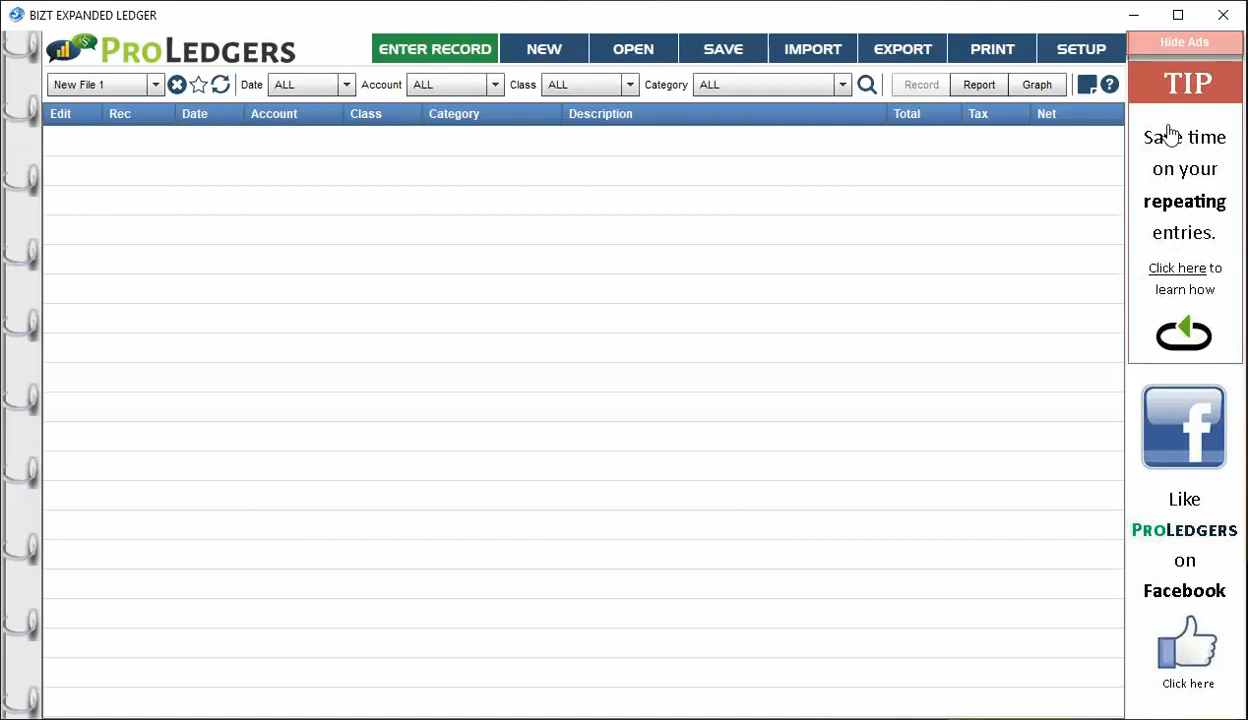 BIZT EXPANDED LEDGER
PROLEDGERS
ENTER RECORD NEW OPEN SAVE IMPORT EXPORT PRINT SETUP
Hide Ads
New File 1 Date ALL Account ALL Class ALL Category ALL Record Report Graph
Edit Rec Date Account Class Category Description Total Tax Net
TIP
Save time
on your
repeating
entries.
Click here to
learn how
Like
PROLEDGERS
on
Facebook
Click here